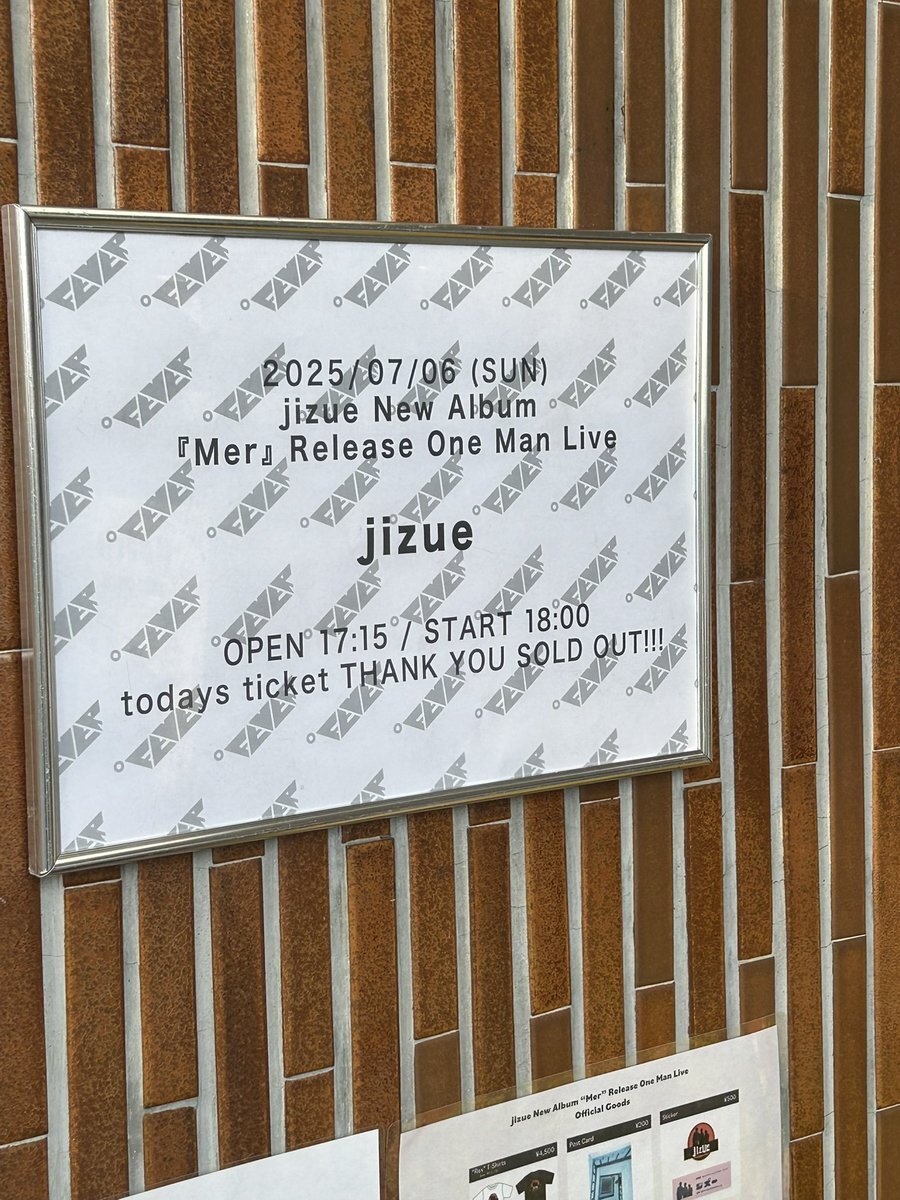 2025/07/06 (SUN)
jizue New Album
『Mer』 Release One Man Live
jizue
OPEN 17:15 / START 18:00
todays ticket THANK YOU SOLD OUT!!!
jizue New Album “Mer” Release One Man Live
Official Goods
T-Shirts ¥4,500
Post Card ¥200
Sticker ¥500
jizue